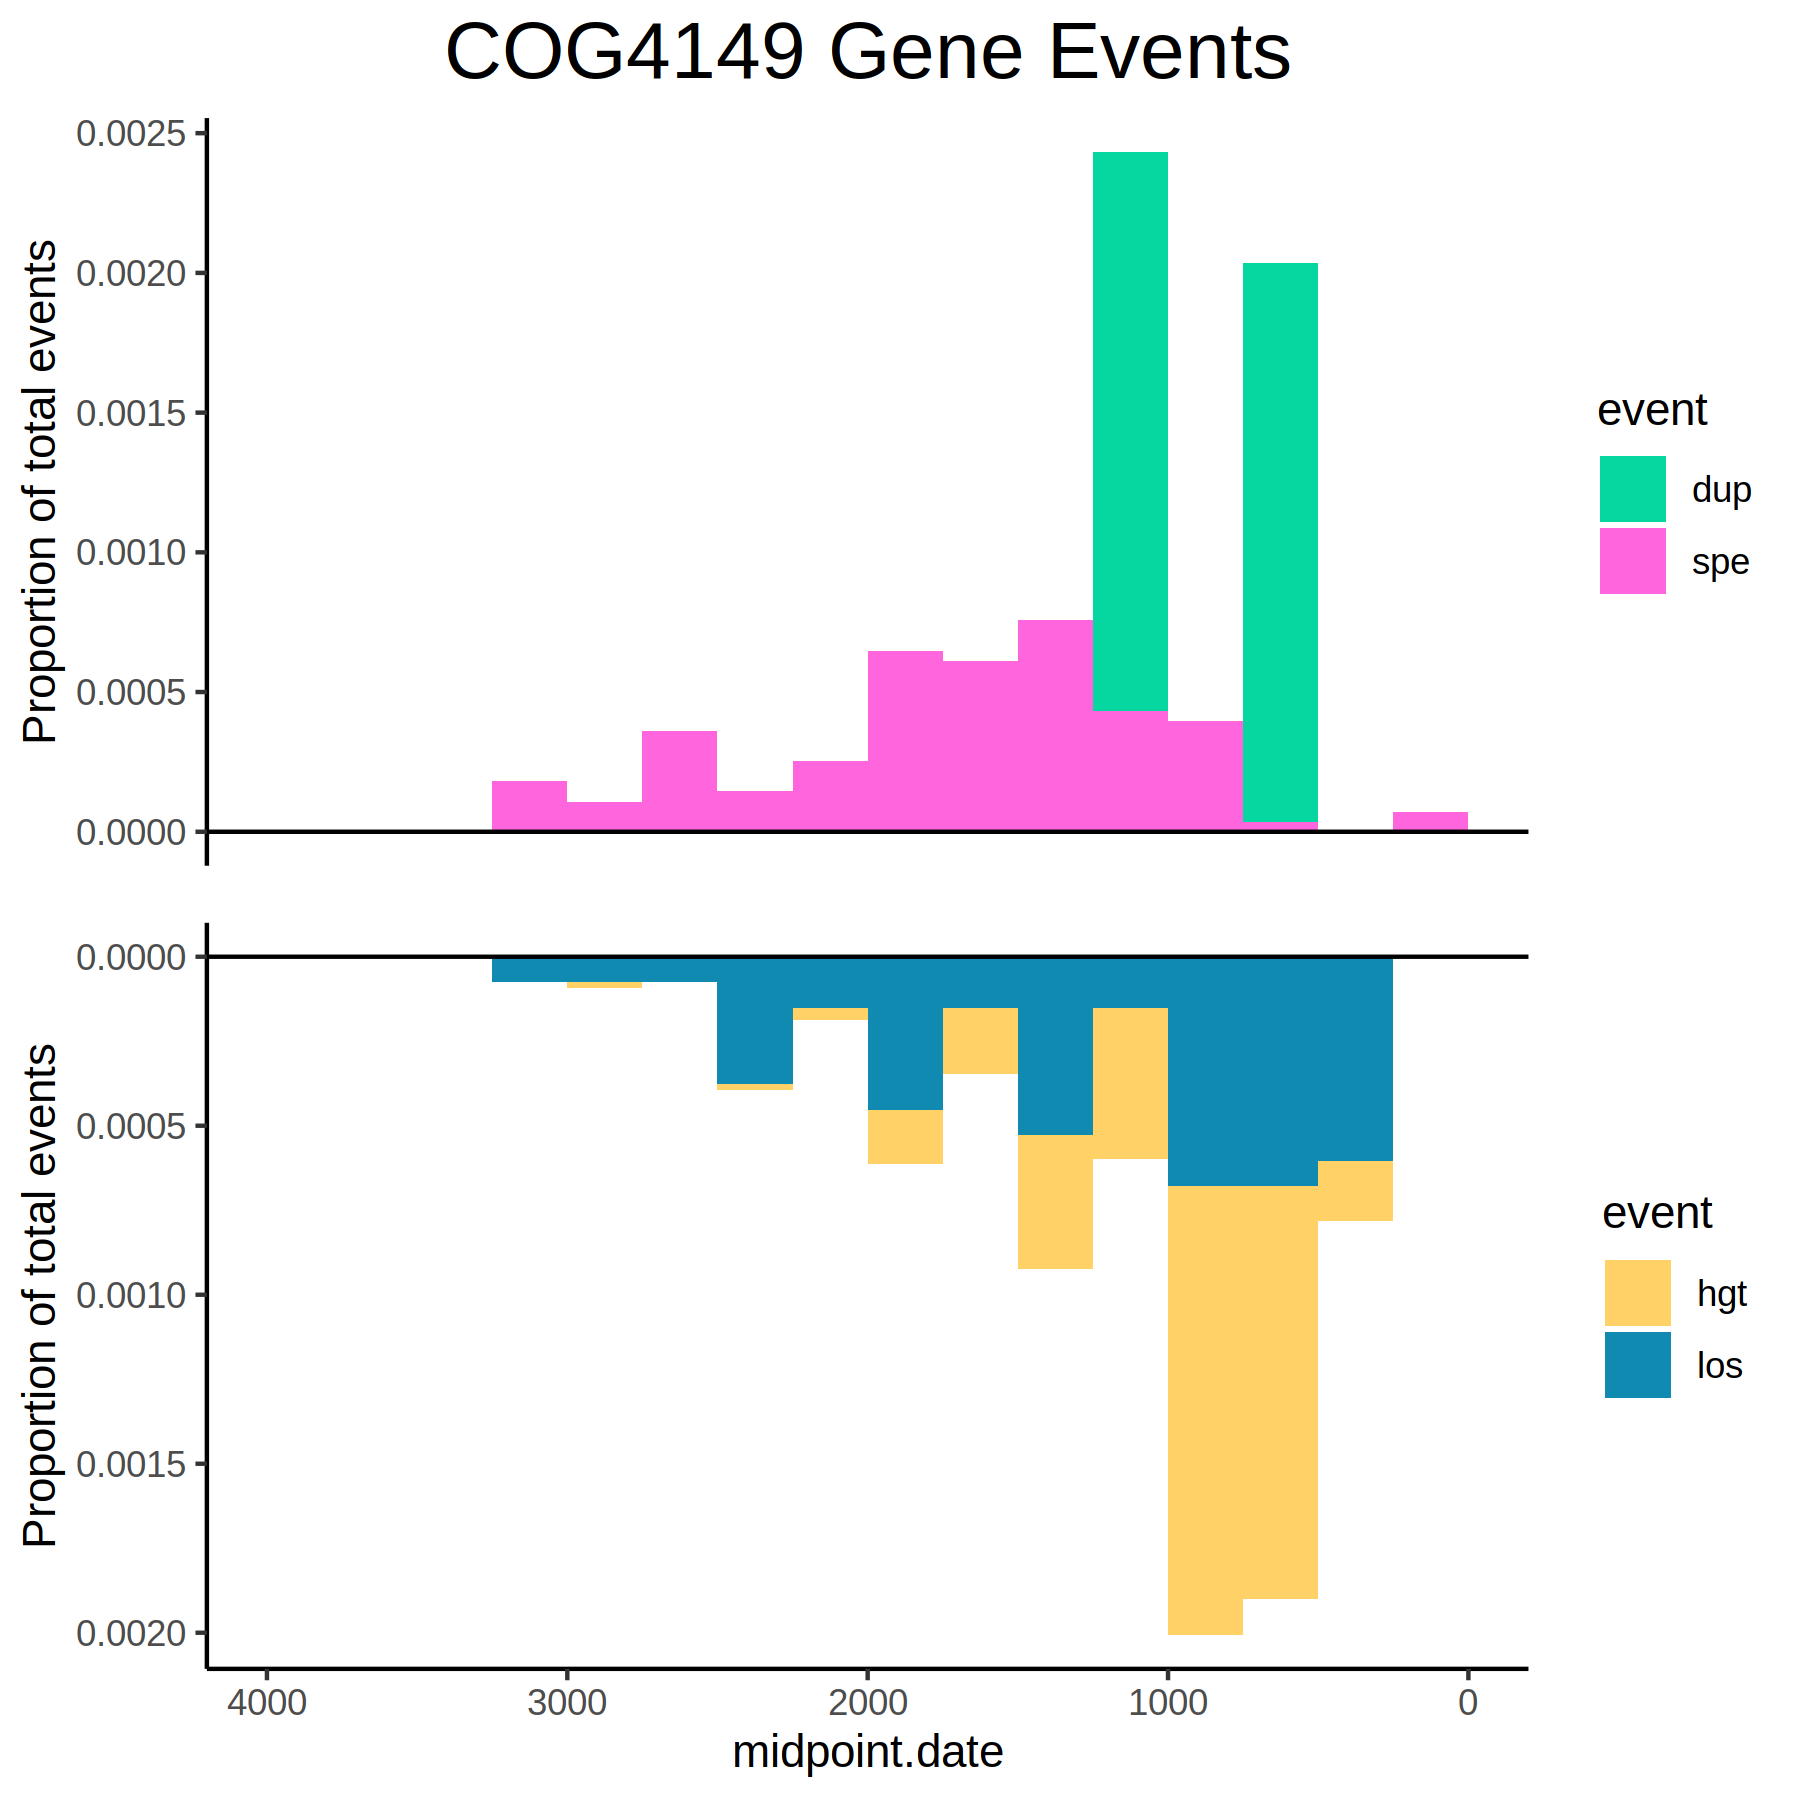 COG4149 Gene Events
0.0025
0.0020
0.0015
0.0010
0.0005
0.0000
Proportion of total events
event
dup
spe
0.0000
0.0005
0.0010
0.0015
0.0020
Proportion of total events
event
hgt
los
4000 3000 2000 1000 0
midpoint.date